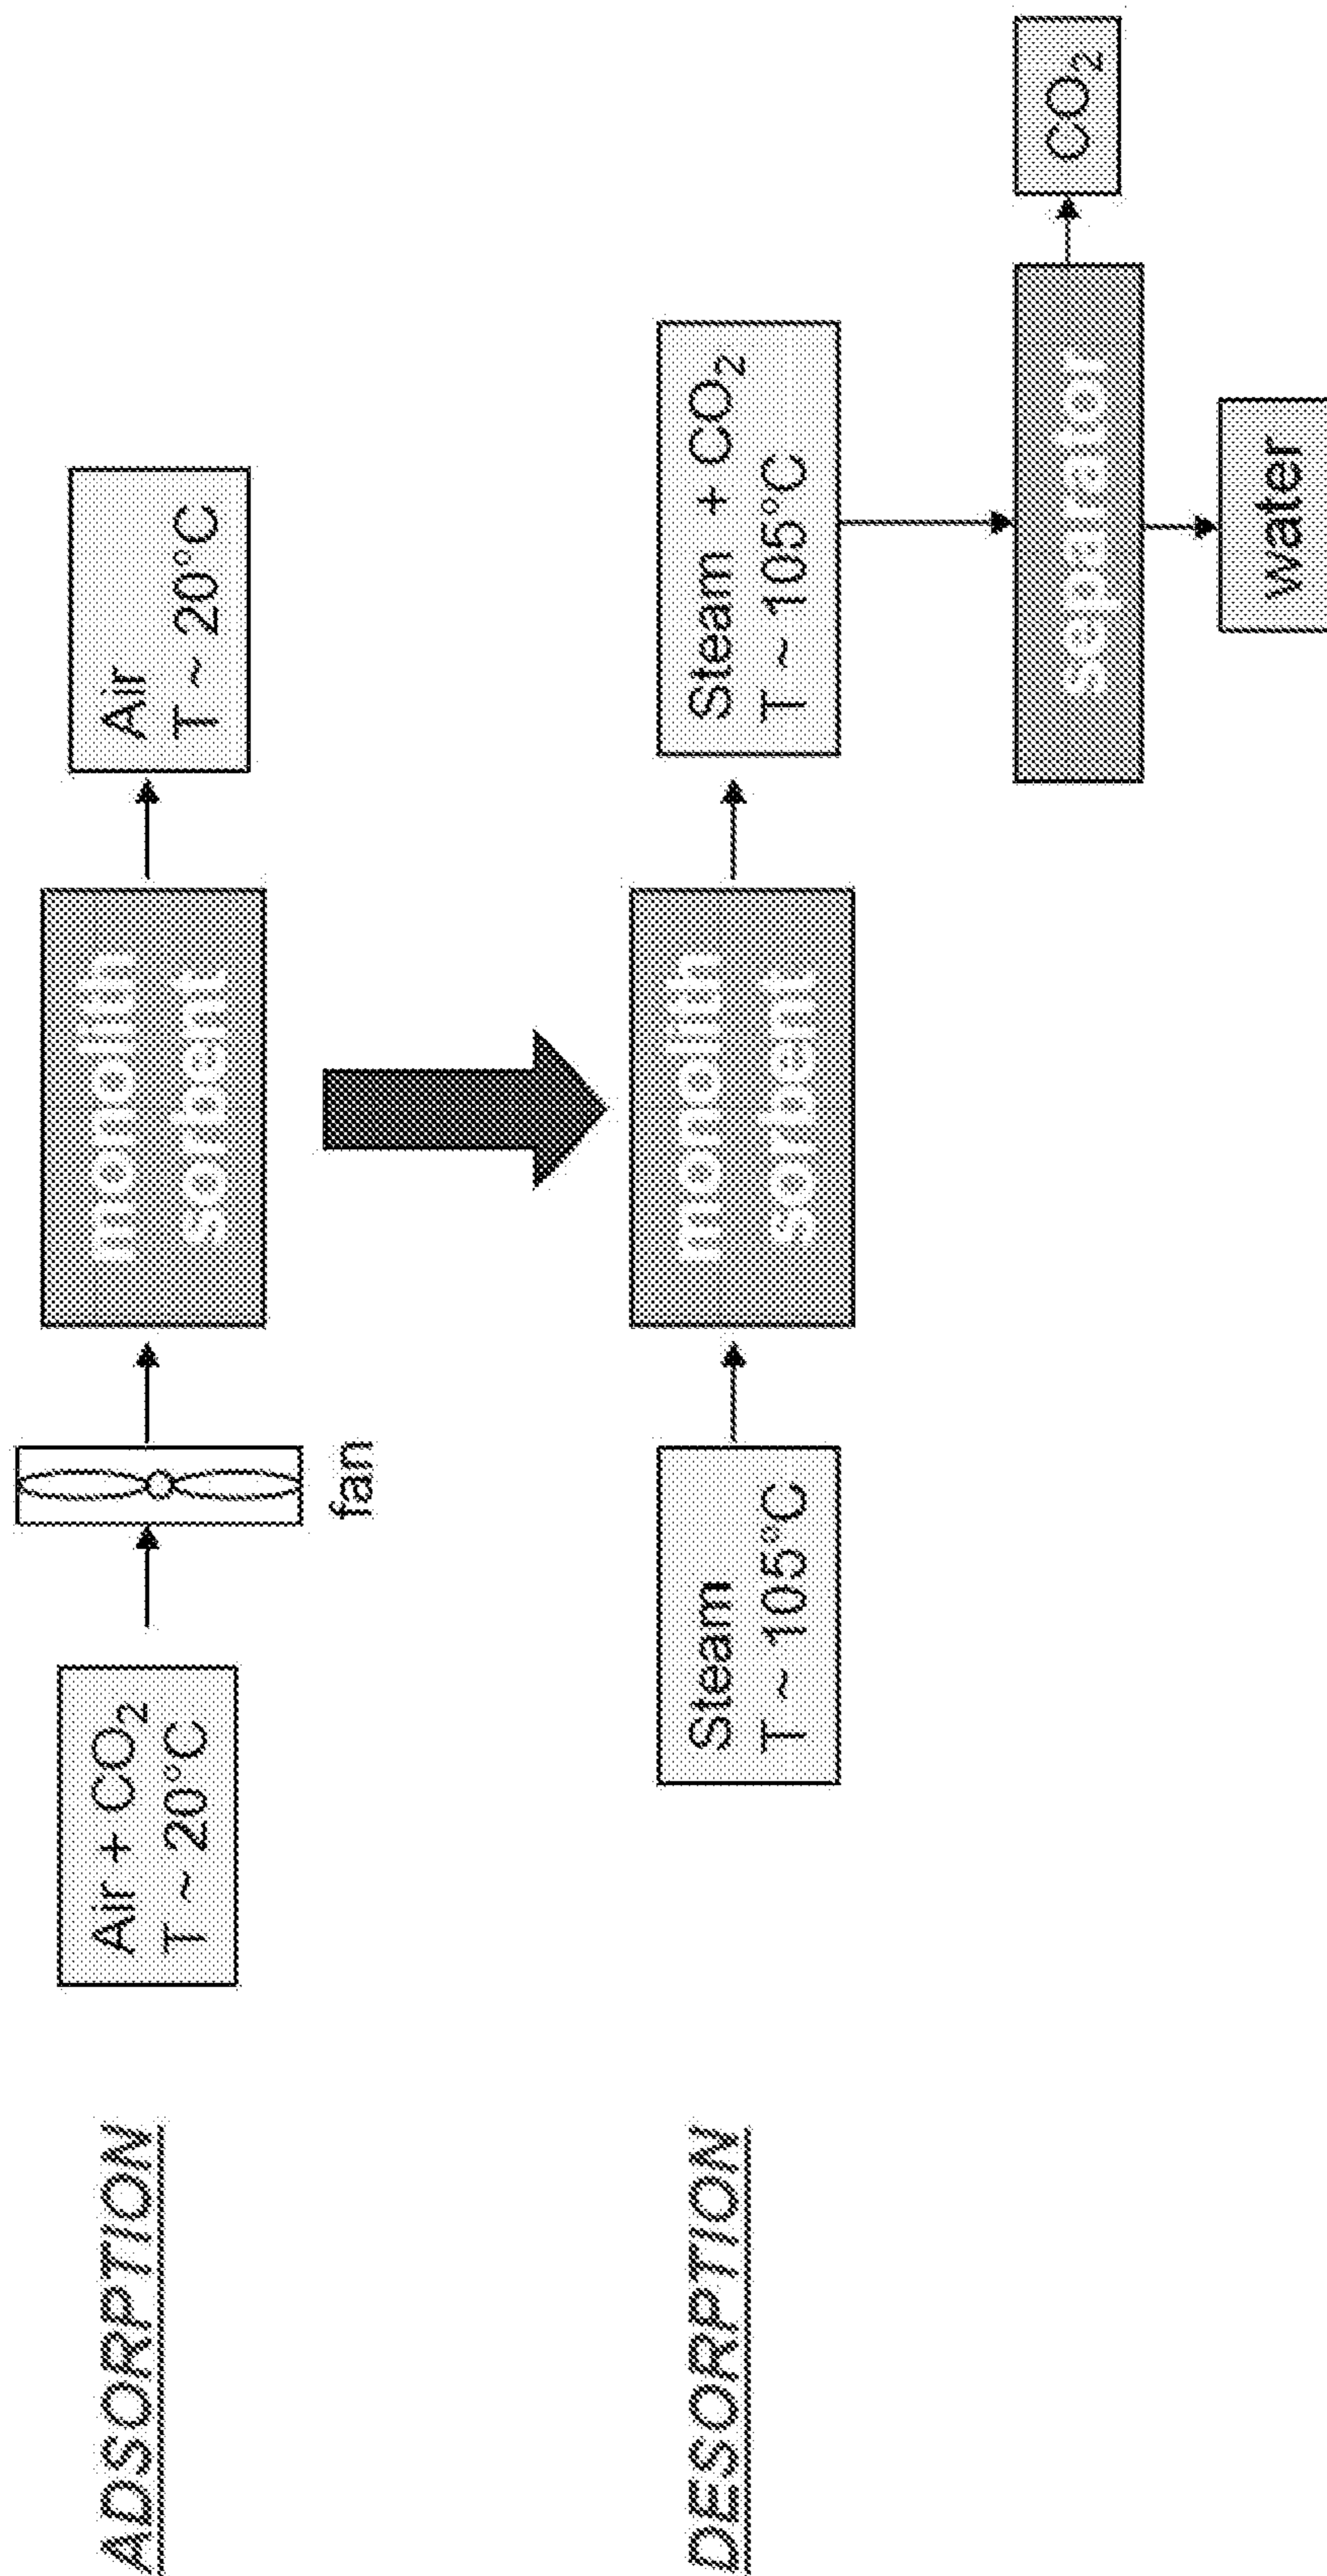 ADSORPTION
Air + CO₂
T ~ 20°C
fan
monolith
sorbent
Air
T ~ 20°C
DESORPTION
Steam
T ~ 105°C
monolith
sorbent
Steam + CO₂
T ~ 105°C
separator
CO₂
water